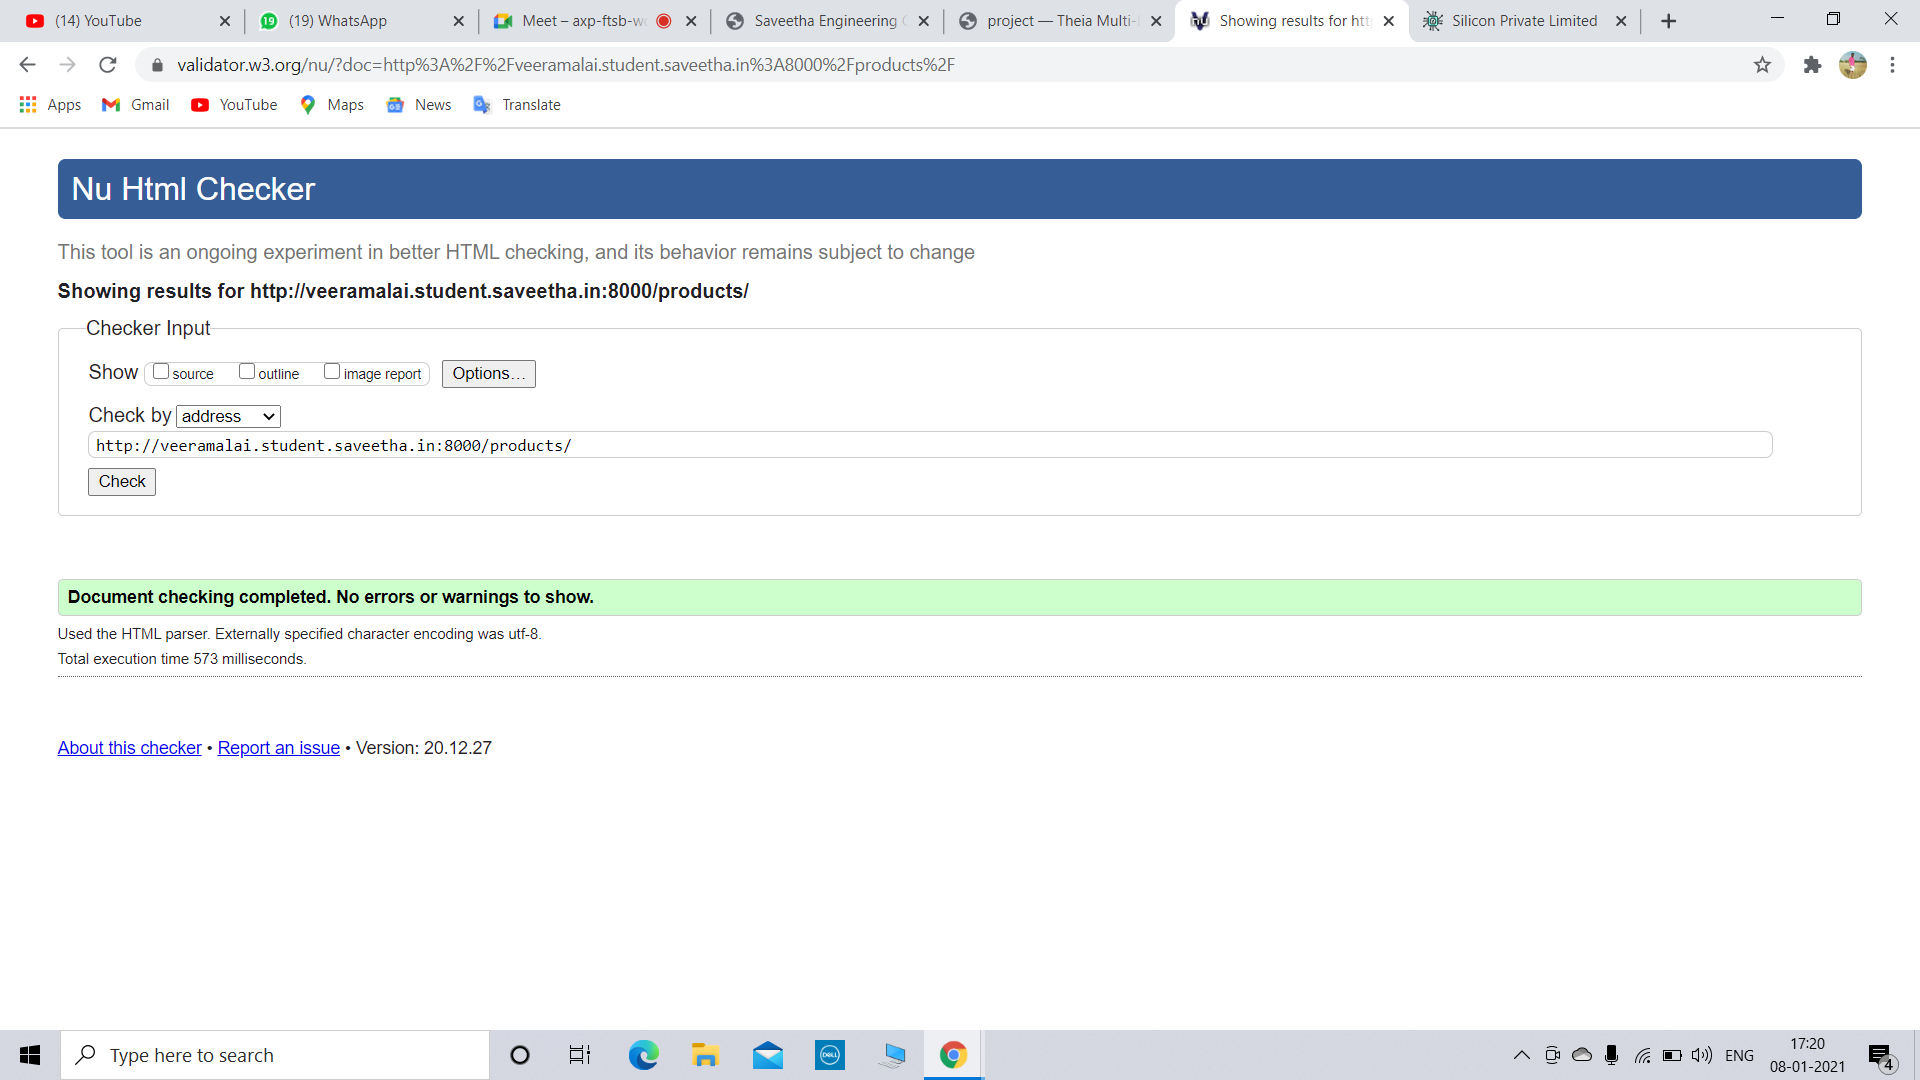 (14) YouTube
(19) WhatsApp
Meet – axp-ftsb-w
Saveetha Engineering
project — Theia Multi-
Showing results for htt
Silicon Private Limited
validator.w3.org/nu/?doc=http%3A%2F%2Fveeramalai.student.saveetha.in%3A8000%2Fproducts%2F
Apps
Gmail
YouTube
Maps
News
Translate
Nu Html Checker
This tool is an ongoing experiment in better HTML checking, and its behavior remains subject to change
Showing results for http://veeramalai.student.saveetha.in:8000/products/
Checker Input
Show source outline image report Options...
Check by address
http://veeramalai.student.saveetha.in:8000/products/
Check
Document checking completed. No errors or warnings to show.
Used the HTML parser. Externally specified character encoding was utf-8.
Total execution time 573 milliseconds.
About this checker • Report an issue • Version: 20.12.27
Type here to search
DELL
ENG
17:20
08-01-2021
4